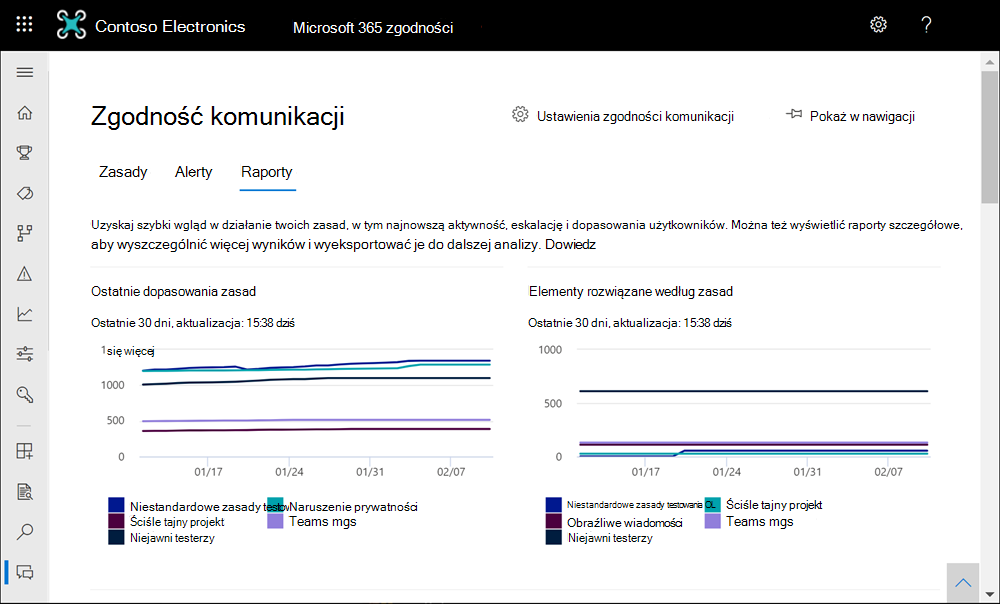 Contoso Electronics
Microsoft 365 zgodności
?
Zgodność komunikacji
Ustawienia zgodności komunikacji
Pokaż w nawigacji
Zasady Alerty Raporty
Uzyskaj szybki wgląd w działanie twoich zasad, w tym najnowszą aktywność, eskalację i dopasowania użytkowników. Można też wyświetlić raporty szczegółowe,
aby wyszczególnić więcej wyników i wyeksportować je do dalszej analizy. Dowiedz
Ostatnie dopasowania zasad
Ostatnie 30 dni, aktualizacja: 15:38 dziś
1 się więcej
1000
500
0
01/17 01/24 01/31 02/07
Niestandardowe zasady testow Naruszenie prywatności
Ściśle tajny projekt Teams mgs
Niejawni testerzy
Elementy rozwiązane według zasad
Ostatnie 30 dni, aktualizacja: 15:38 dziś
1000
500
0
01/17 01/24 01/31 02/07
Niestandardowe zasady testowania OL Ściśle tajny projekt
Obraźliwe wiadomości Teams mgs
Niejawni testerzy